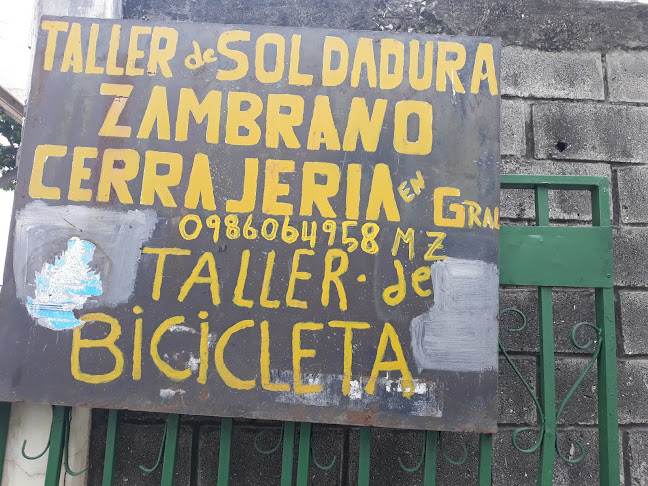 TALLER de SOLDADURA
ZAMBRANO
CERRAJERIA EN GRAL
0986064958 MZ
TALLER. de
BICICLETA